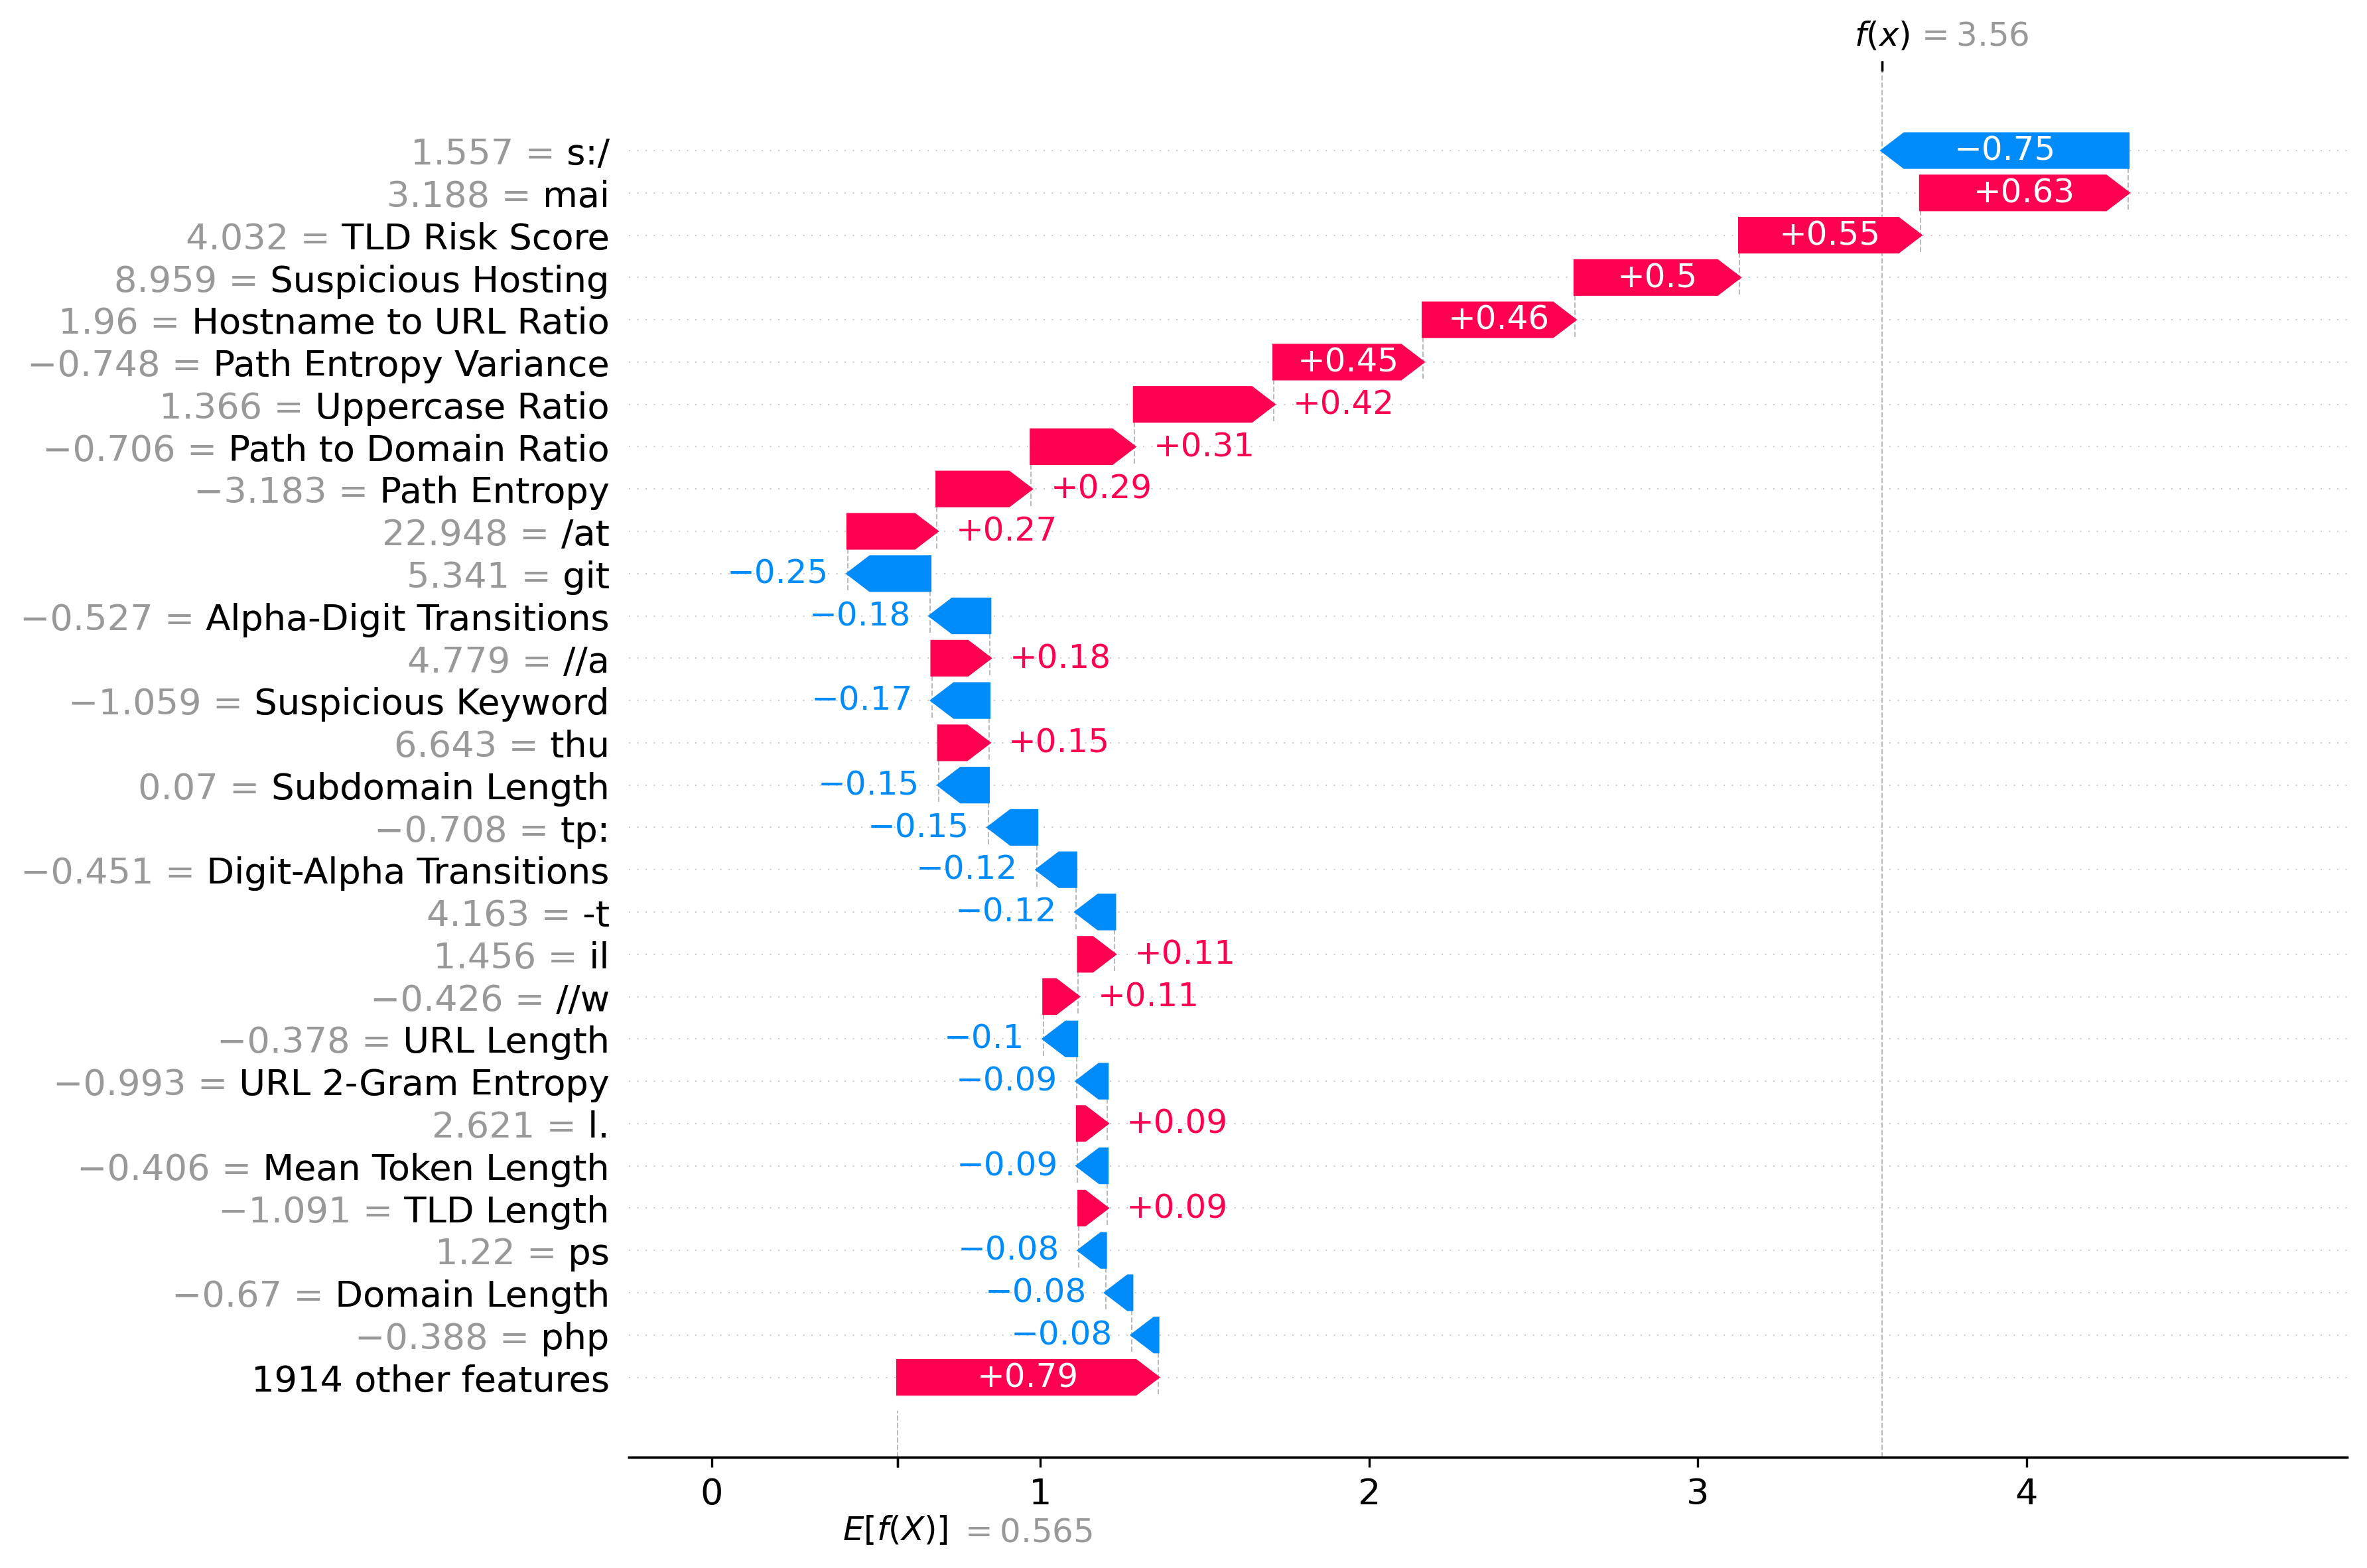 f(x) = 3.56
1.557 = s:/ −0.75
3.188 = mai +0.63
4.032 = TLD Risk Score +0.55
8.959 = Suspicious Hosting +0.5
1.96 = Hostname to URL Ratio +0.46
−0.748 = Path Entropy Variance +0.45
1.366 = Uppercase Ratio +0.42
−0.706 = Path to Domain Ratio +0.31
−3.183 = Path Entropy +0.29
22.948 = /at +0.27
5.341 = git −0.25
−0.527 = Alpha-Digit Transitions −0.18
4.779 = //a +0.18
−1.059 = Suspicious Keyword −0.17
6.643 = thu +0.15
0.07 = Subdomain Length −0.15
−0.708 = tp: −0.15
−0.451 = Digit-Alpha Transitions −0.12
4.163 = -t −0.12
1.456 = il +0.11
−0.426 = //w +0.11
−0.378 = URL Length −0.1
−0.993 = URL 2-Gram Entropy −0.09
2.621 = l. +0.09
−0.406 = Mean Token Length −0.09
−1.091 = TLD Length +0.09
1.22 = ps −0.08
−0.67 = Domain Length −0.08
−0.388 = php −0.08
1914 other features +0.79
0 1 2 3 4
E[f(X)] = 0.565